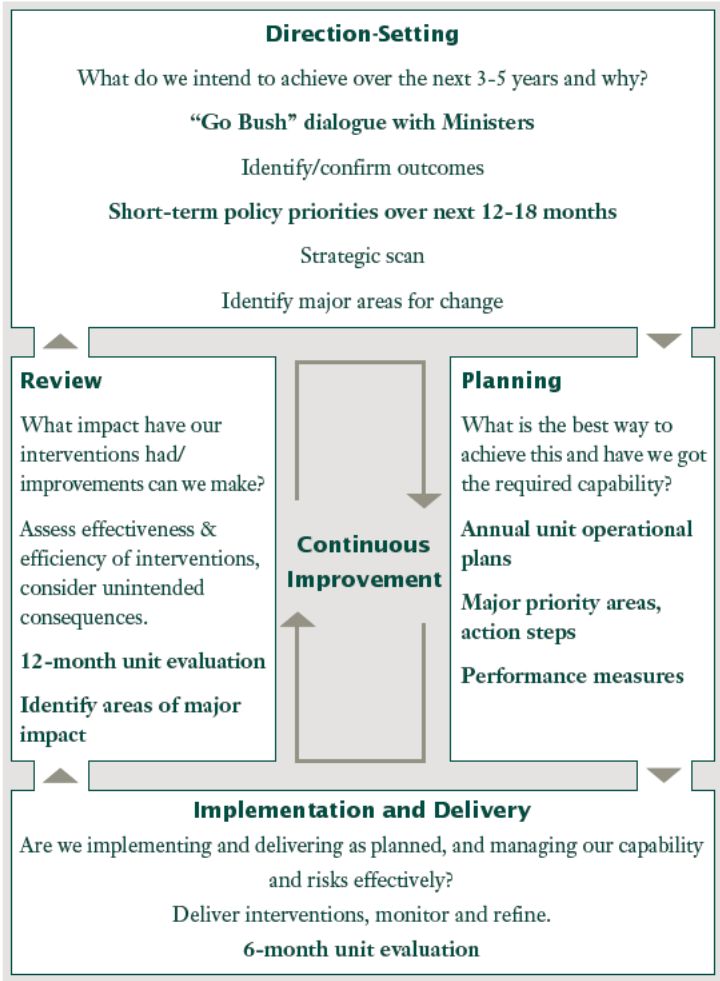 Direction-Setting
What do we intend to achieve over the next 3-5 years and why?
“Go Bush” dialogue with Ministers
Identify/confirm outcomes
Short-term policy priorities over next 12-18 months
Strategic scan
Identify major areas for change
Review
What impact have our
interventions had/
improvements can we make?
Assess effectiveness &
efficiency of interventions,
consider unintended
consequences.
12-month unit evaluation
Identify areas of major
impact
Continuous
Improvement
Planning
What is the best way to
achieve this and have we got
the required capability?
Annual unit operational
plans
Major priority areas,
action steps
Performance measures
Implementation and Delivery
Are we implementing and delivering as planned, and managing our capability
and risks effectively?
Deliver interventions, monitor and refine.
6-month unit evaluation